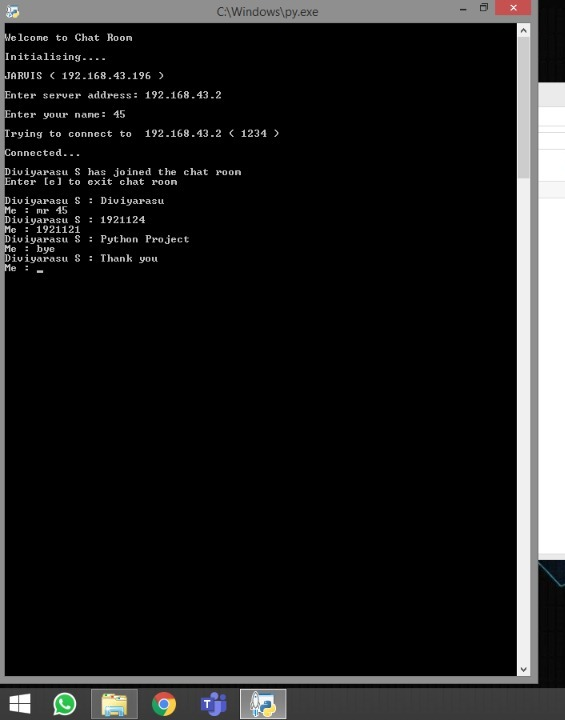 C:\Windows\py.exe
Welcome to Chat Room
Initialising....
JARVIS ( 192.168.43.196 )
Enter server address: 192.168.43.2
Enter your name: 45
Trying to connect to  192.168.43.2 ( 1234 )
Connected...
Diviyarasu S has joined the chat room
Enter [e] to exit chat room
Diviyarasu S : Diviyarasu
Me : mr 45
Diviyarasu S : 1921124
Me : 1921121
Diviyarasu S : Python Project
Me : bye
Diviyarasu S : Thank you
Me :